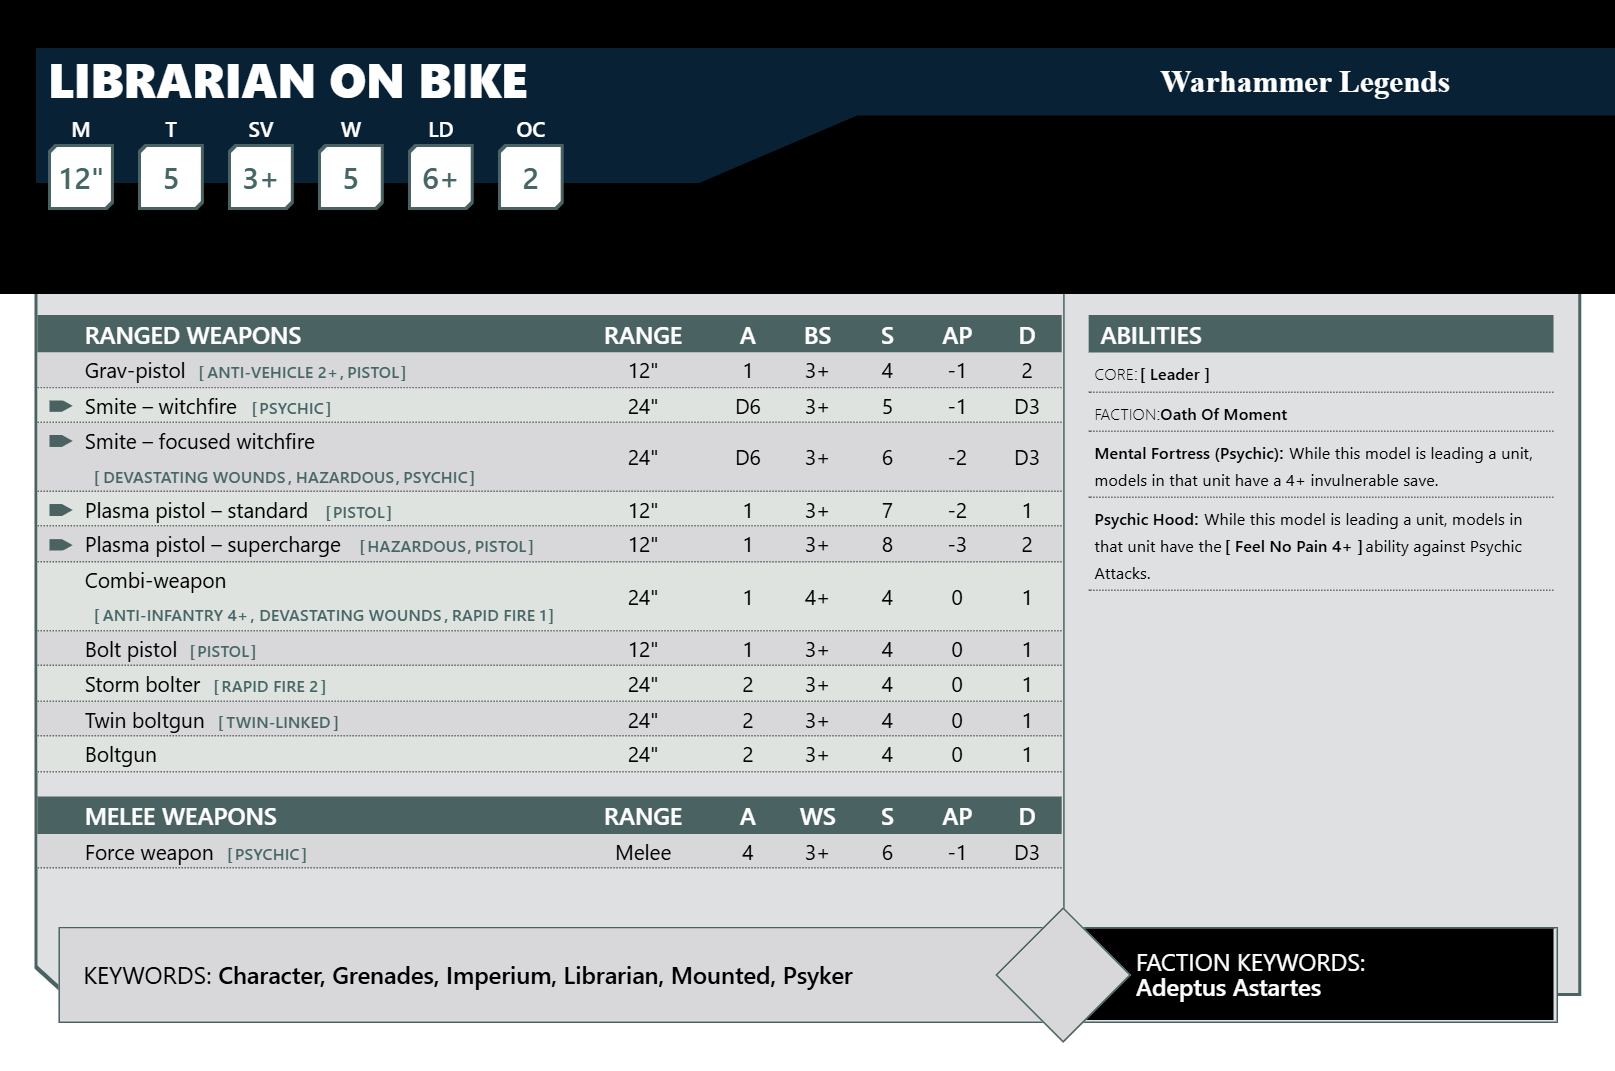 LIBRARIAN ON BIKE
Warhammer Legends
M T SV W LD OC
12" 5 3+ 5 6+ 2
RANGED WEAPONS RANGE A BS S AP D
Grav-pistol [ANTI-VEHICLE 2+, PISTOL] 12" 1 3+ 4 -1 2
Smite – witchfire [PSYCHIC] 24" D6 3+ 5 -1 D3
Smite – focused witchfire
[DEVASTATING WOUNDS, HAZARDOUS, PSYCHIC] 24" D6 3+ 6 -2 D3
Plasma pistol – standard [PISTOL] 12" 1 3+ 7 -2 1
Plasma pistol – supercharge [HAZARDOUS, PISTOL] 12" 1 3+ 8 -3 2
Combi-weapon
[ANTI-INFANTRY 4+, DEVASTATING WOUNDS, RAPID FIRE 1] 24" 1 4+ 4 0 1
Bolt pistol [PISTOL] 12" 1 3+ 4 0 1
Storm bolter [RAPID FIRE 2] 24" 2 3+ 4 0 1
Twin boltgun [TWIN-LINKED] 24" 2 3+ 4 0 1
Boltgun 24" 2 3+ 4 0 1
MELEE WEAPONS RANGE A WS S AP D
Force weapon [PSYCHIC] Melee 4 3+ 6 -1 D3
ABILITIES
CORE: [ Leader ]
FACTION: Oath Of Moment
Mental Fortress (Psychic): While this model is leading a unit,
models in that unit have a 4+ invulnerable save.
Psychic Hood: While this model is leading a unit, models in
that unit have the [ Feel No Pain 4+ ] ability against Psychic
Attacks.
KEYWORDS: Character, Grenades, Imperium, Librarian, Mounted, Psyker
FACTION KEYWORDS:
Adeptus Astartes